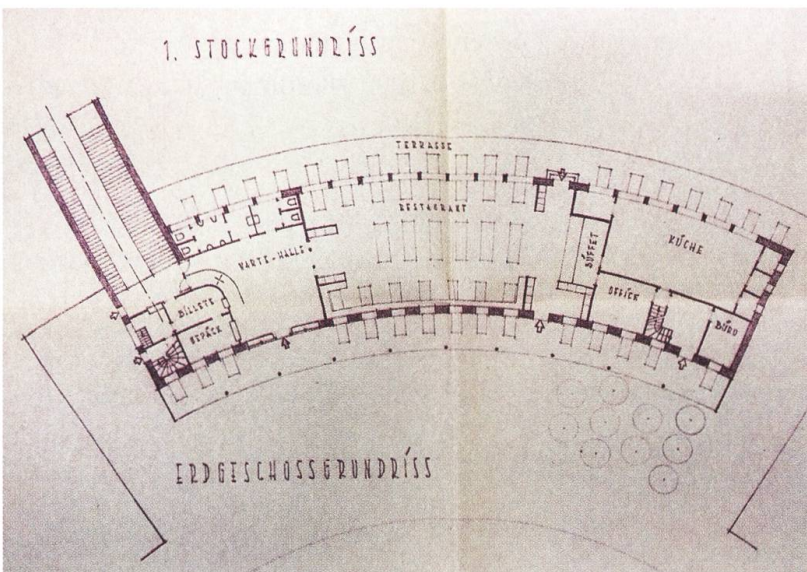 1. STOCKGRUNDRISS
TERRASSE
RESTAURANT
WARTE-HALLE
BÜFFET
KÜCHE
BILLETE
OFFICE
GEPÄCK
BÜRO
ERDGESCHOSSGRUNDRISS